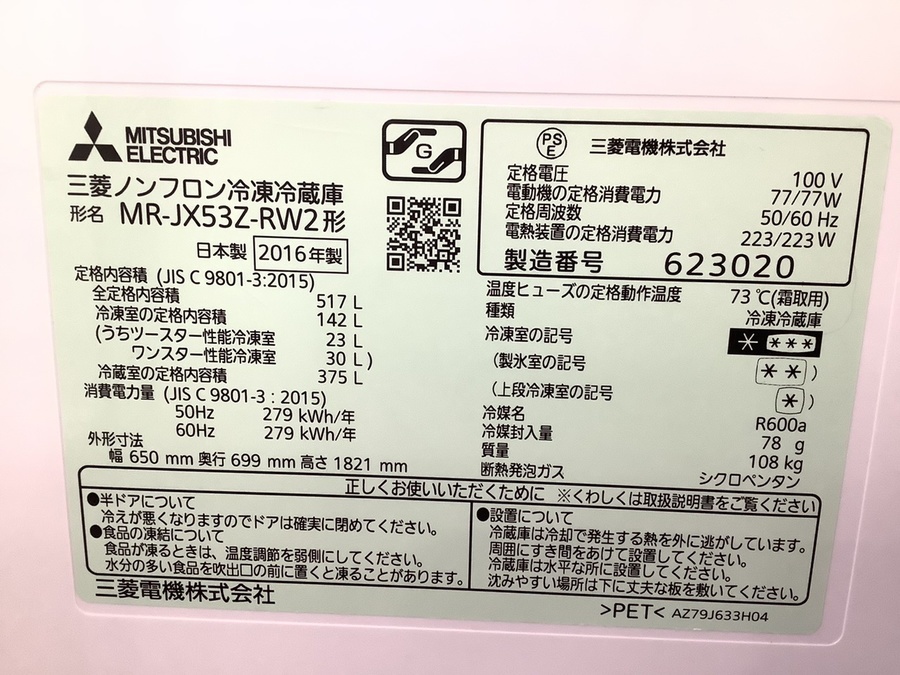 MITSUBISHI
ELECTRIC
三菱ノンフロン冷凍冷蔵庫
形名 MR-JX53Z-RW2形
日本製 2016年製
G
PS
E
三菱電機株式会社
定格電圧 100 V
電動機の定格消費電力 77/77W
定格周波数 50/60 Hz
電熱装置の定格消費電力 223/223W
製造番号 623020
定格内容積 (JIS C 9801-3:2015)
全定格内容積 517 L
冷凍室の定格内容積 142 L
(うちツースター性能冷凍室 23 L
ワンスター性能冷凍室 30 L)
冷蔵室の定格内容積 375 L
消費電力量 (JIS C 9801-3:2015)
50Hz 279 kWh/年
60Hz 279 kWh/年
外形寸法
幅 650 mm 奥行 699 mm 高さ 1821 mm
温度ヒューズの定格動作温度 73℃(霜取用)
種類 冷凍冷蔵庫
冷凍室の記号 * ***
(製氷室の記号 **)
(上段冷凍室の記号 *)
冷媒名 R600a
冷媒封入量 78 g
質量 108 kg
断熱発泡ガス シクロペンタン
正しくお使いいただくために ※くわしくは取扱説明書をご覧ください
●半ドアについて
冷えが悪くなりますのでドアは確実に閉めてください。
●食品の凍結について
食品が凍るときは、温度調節を弱側にしてください。
水分の多い食品を吹出口の前に置くと凍ることがあります。
●設置について
冷蔵庫は冷却で発生する熱を外に逃がしています。
周囲にすき間をあけて設置してください。
冷蔵庫は水平な所に設置してください。
沈みやすい場所は下に丈夫な板を敷いてください。
三菱電機株式会社
>PET< AZ79J633H04